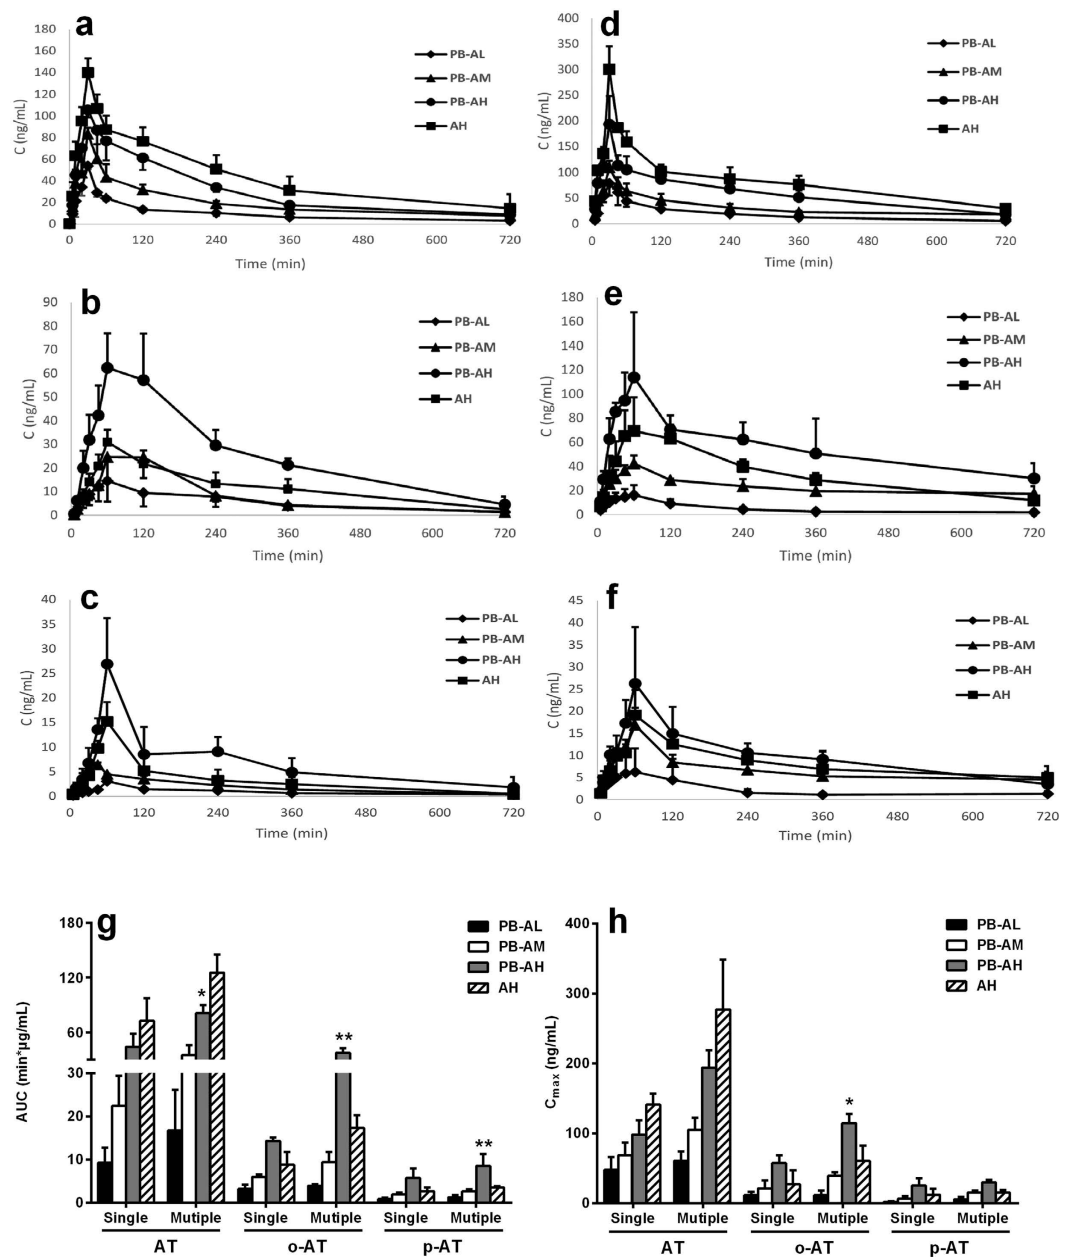 a
180
160
140
120
100
80
60
40
20
0
C (ng/mL)
PB-AL
PB-AM
PB-AH
AH
0 120 240 360 480 600 720
Time (min)
d
400
350
300
250
200
150
100
50
0
C (ng/mL)
PB-AL
PB-AM
PB-AH
AH
0 120 240 360 480 600 720
Time (min)
b
90
80
70
60
50
40
30
20
10
0
C (ng/mL)
PB-AL
PB-AM
PB-AH
AH
0 120 240 360 480 600 720
Time (min)
e
180
160
140
120
100
80
60
40
20
0
C (ng/mL)
PB-AL
PB-AM
PB-AH
AH
0 120 240 360 480 600 720
Time (min)
c
40
35
30
25
20
15
10
5
0
C (ng/mL)
PB-AL
PB-AM
PB-AH
AH
0 120 240 360 480 600 720
Time (min)
f
45
40
35
30
25
20
15
10
5
0
C (ng/mL)
PB-AL
PB-AM
PB-AH
AH
0 120 240 360 480 600 720
Time (min)
g
180
120
60
30
20
10
0
AUC (min*μg/mL)
PB-AL
PB-AM
PB-AH
AH
*
**
**
Single Mutiple Single Mutiple Single Mutiple
AT o-AT p-AT
h
400
300
200
100
0
Cmax (ng/mL)
PB-AL
PB-AM
PB-AH
AH
*
Single Mutiple Single Mutiple Single Mutiple
AT o-AT p-AT